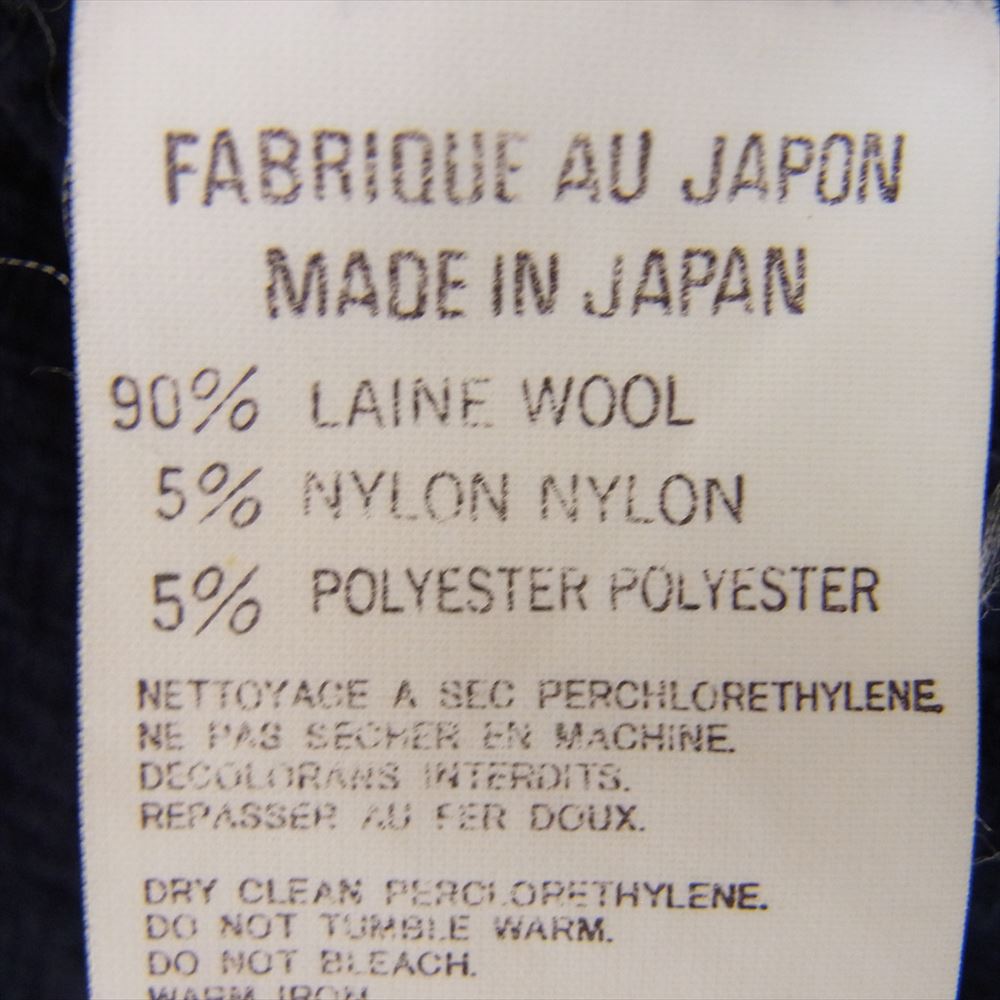 FABRIQUE AU JAPON
MADE IN JAPAN
90% LAINE WOOL
5% NYLON NYLON
5% POLYESTER POLYESTER
NETTOYAGE A SEC PERCHLORETHYLENE.
NE PAS SECHER EN MACHINE.
DECOLORANS INTERDITS.
REPASSER AU FER DOUX.
DRY CLEAN PERCLORETHYLENE.
DO NOT TUMBLE WARM.
DO NOT BLEACH.
WARM IRON